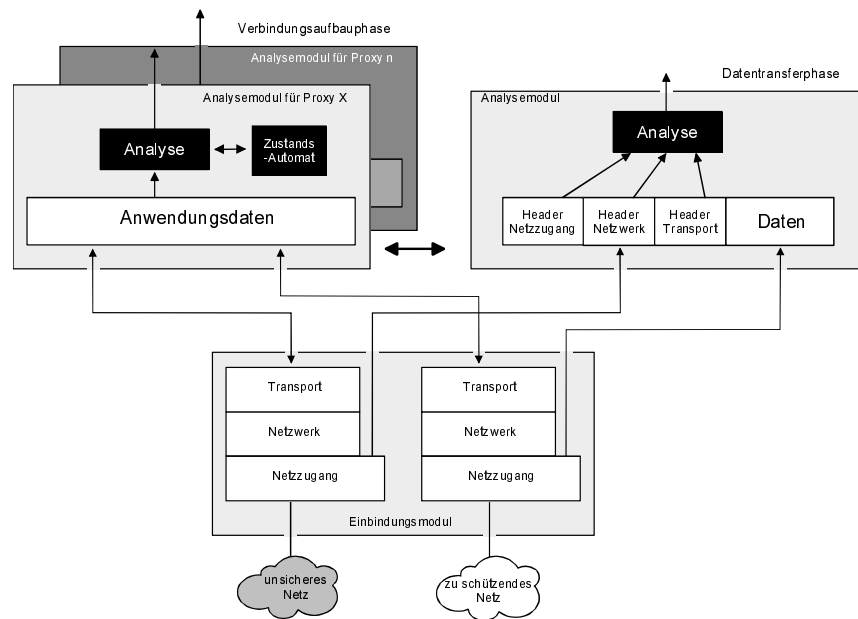 Verbindungsaufbauphase
Analysemodul für Proxy n
Analysemodul für Proxy X
Analyse
Zustands
-Automat
Anwendungsdaten
Datentransferphase
Analysemodul
Analyse
Header
Netzzugang
Header
Netzwerk
Header
Transport
Daten
Transport
Netzwerk
Netzzugang
Transport
Netzwerk
Netzzugang
Einbindungsmodul
unsicheres
Netz
zu schützendes
Netz